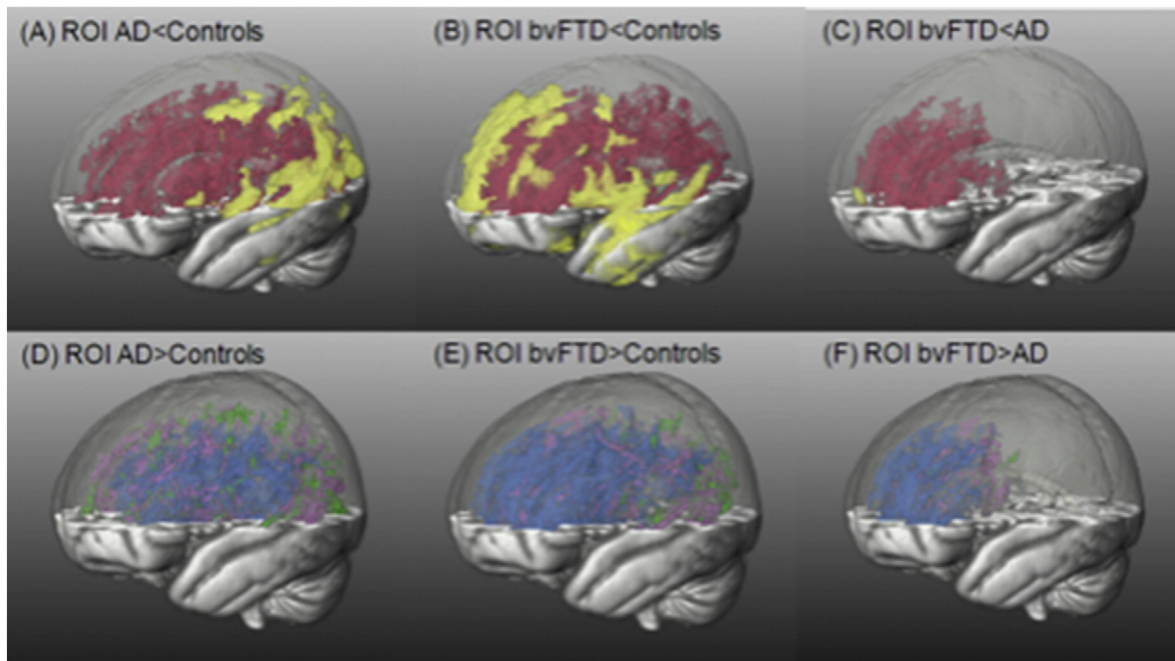 (A) ROI AD<Controls
(B) ROI bvFTD<Controls
(C) ROI bvFTD<AD
(D) ROI AD>Controls
(E) ROI bvFTD>Controls
(F) ROI bvFTD>AD